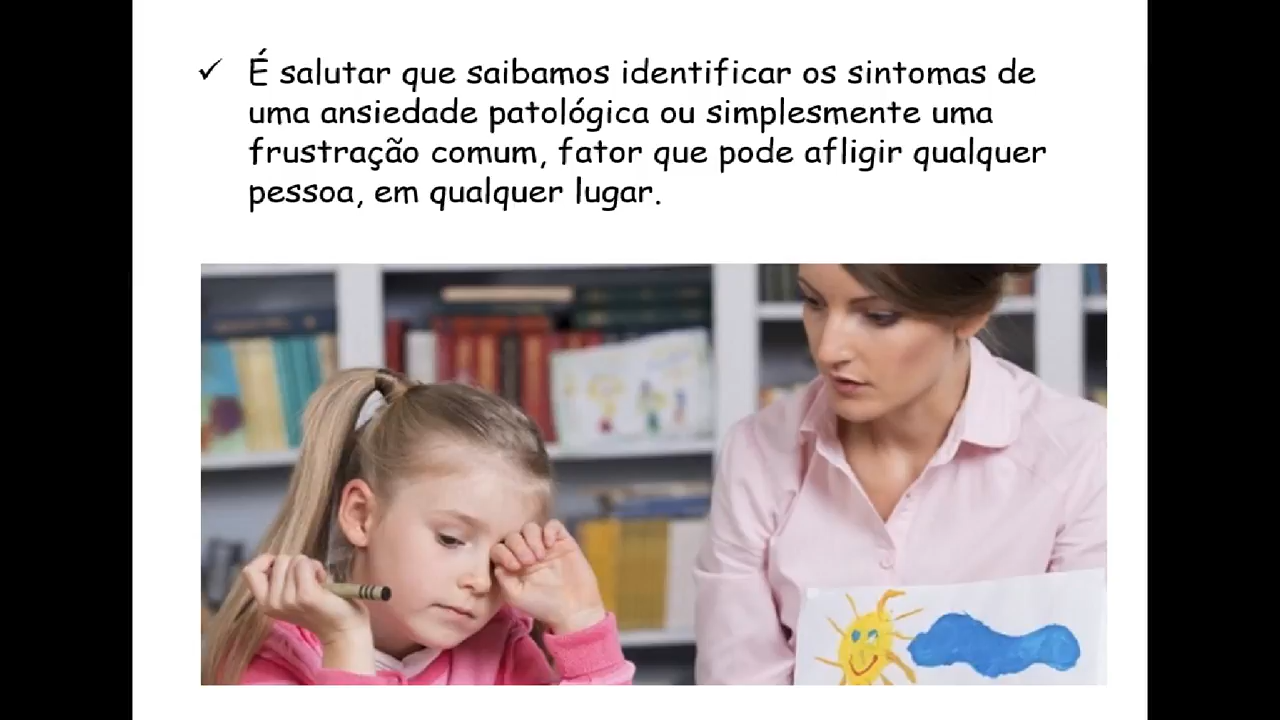 ✓ É salutar que saibamos identificar os sintomas de
uma ansiedade patológica ou simplesmente uma
frustração comum, fator que pode afligir qualquer
pessoa, em qualquer lugar.